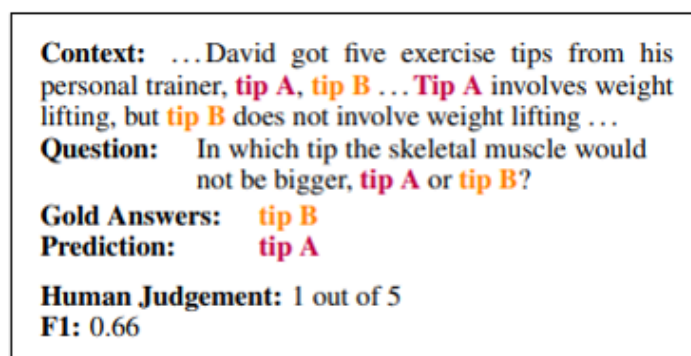 Context: ...David got five exercise tips from his
personal trainer, tip A, tip B ...Tip A involves weight
lifting, but tip B does not involve weight lifting ...
Question: In which tip the skeletal muscle would
not be bigger, tip A or tip B?
Gold Answers: tip B
Prediction: tip A
Human Judgement: 1 out of 5
F1: 0.66